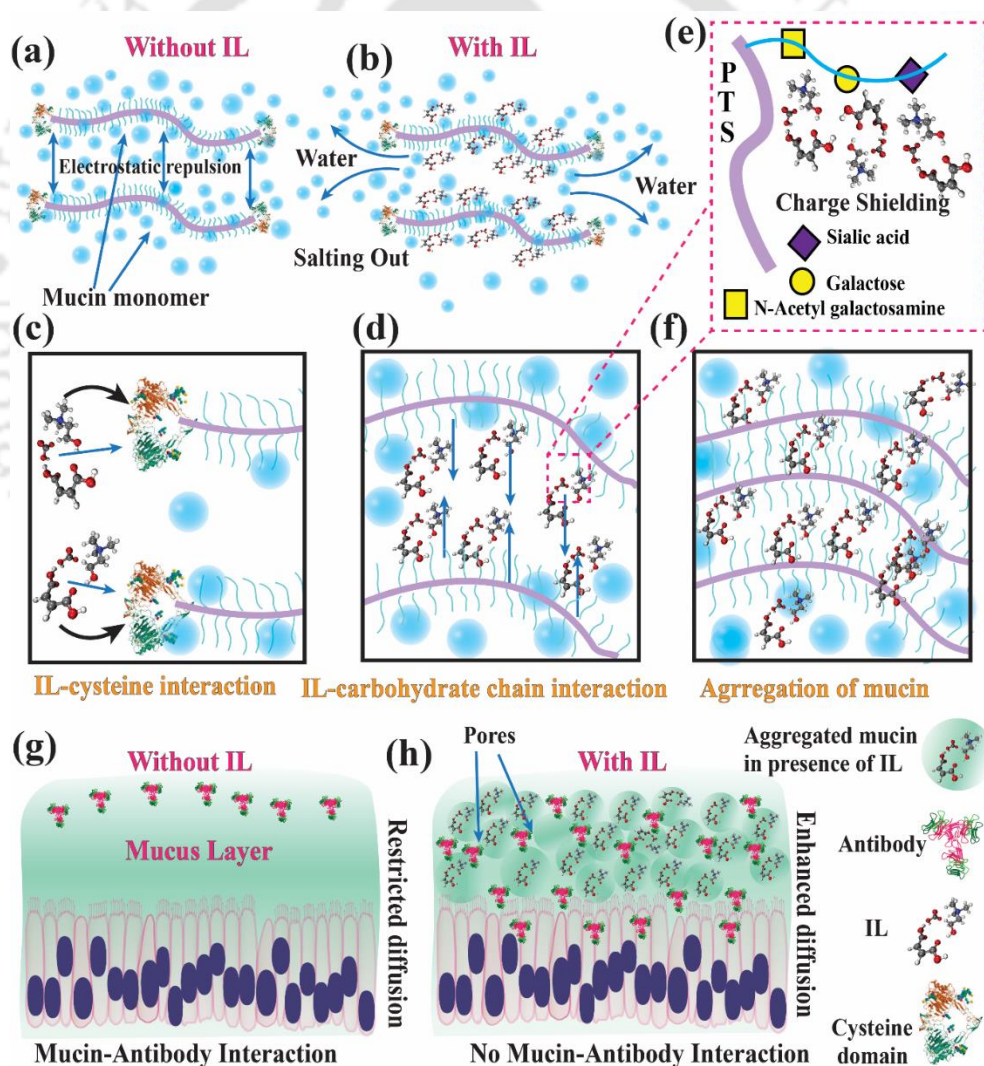 (a)
Without IL
Electrostatic repulsion
Mucin monomer
(b)
With IL
Water
Water
Salting Out
(e)
P
T
S
Charge Shielding
Sialic acid
Galactose
N-Acetyl galactosamine
(c)
IL-cysteine interaction
(d)
IL-carbohydrate chain interaction
(f)
Agrregation of mucin
(g)
Without IL
Mucus Layer
Restricted diffusion
Mucin-Antibody Interaction
(h)
Pores
With IL
Enhanced diffusion
No Mucin-Antibody Interaction
Aggregated mucin
in presence of IL
Antibody
IL
Cysteine
domain